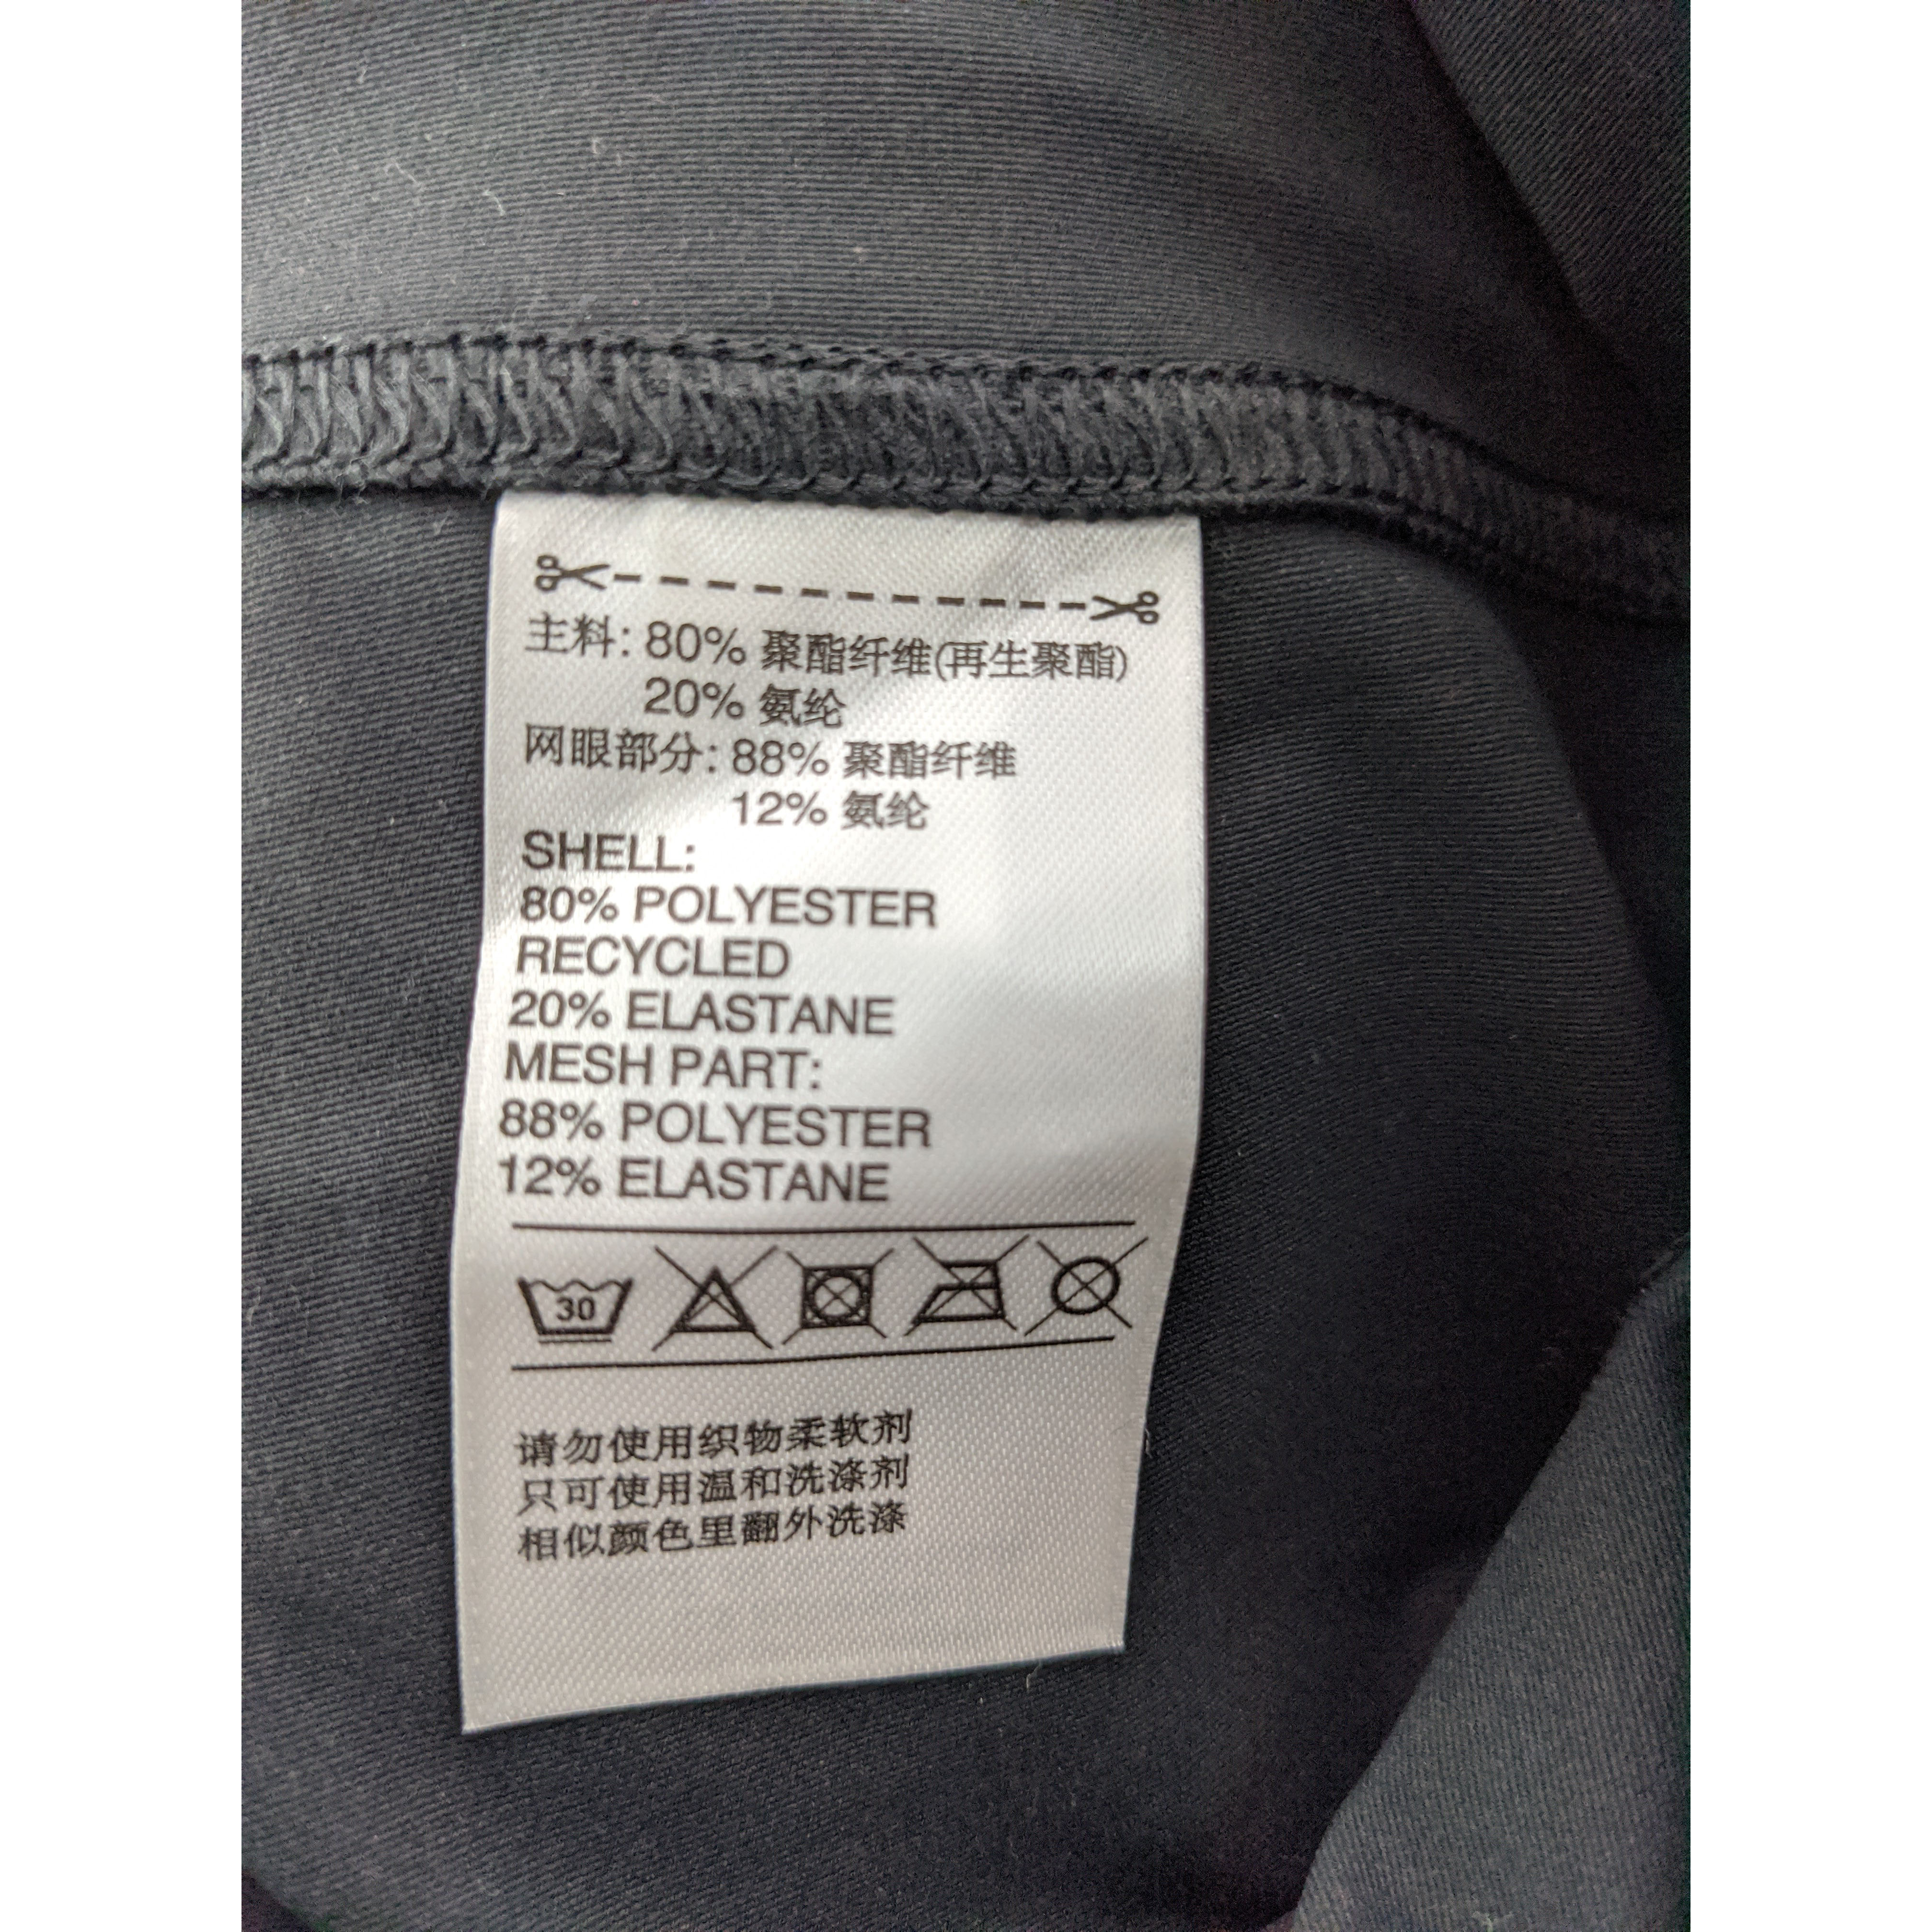 主料: 80% 聚酯纤维(再生聚酯)
20% 氨纶
网眼部分: 88% 聚酯纤维
12% 氨纶
SHELL:
80% POLYESTER
RECYCLED
20% ELASTANE
MESH PART:
88% POLYESTER
12% ELASTANE
30
请勿使用织物柔软剂
只可使用温和洗涤剂
相似颜色里翻外洗涤